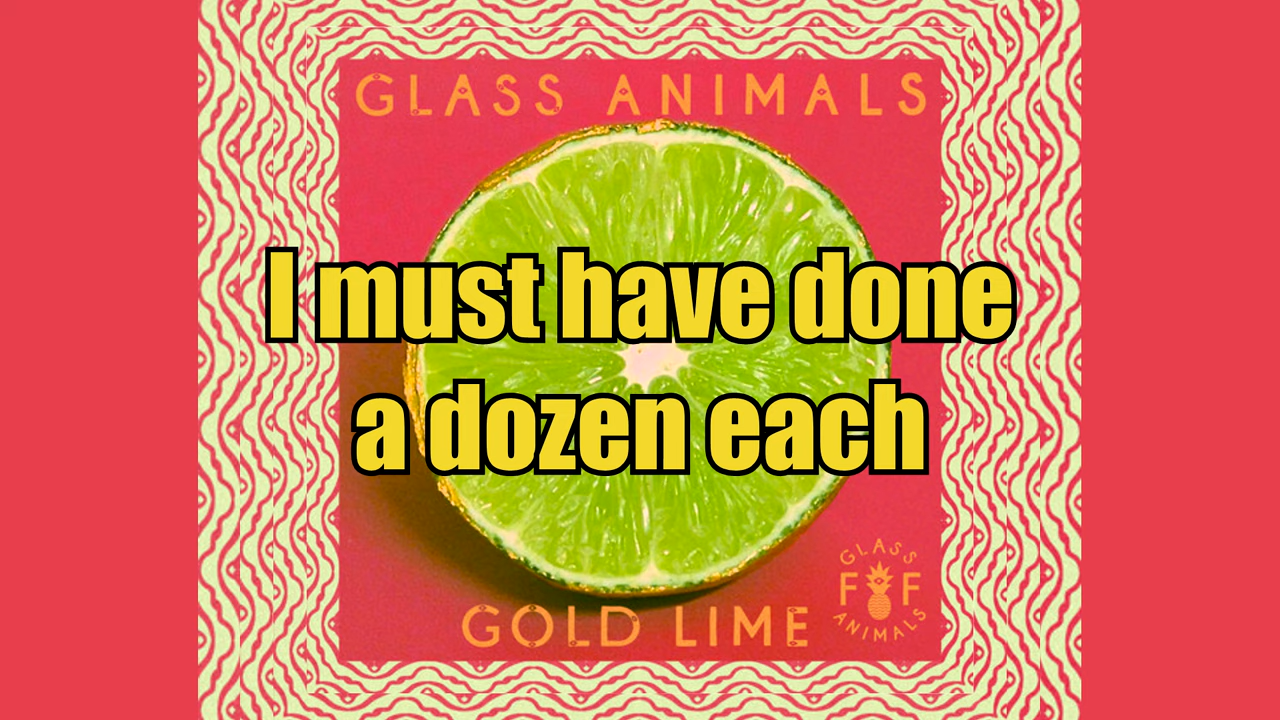 GLASS ANIMALS
I must have done
a dozen each
GLASS
F F
ANIMALS
GOLD LIME